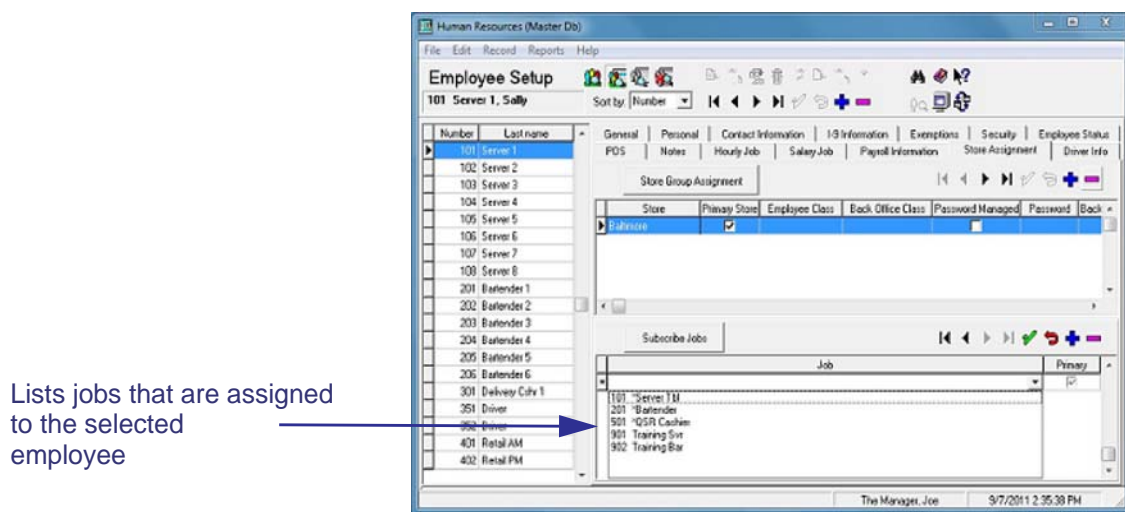 Human Resources (Master Db)
File Edit Record Reports Help
Employee Setup
101 Server 1, Sally
Sort by: Number
Number Last name
101 Server 1
102 Server 2
103 Server 3
104 Server 4
105 Server 5
106 Server 6
107 Server 7
108 Server 8
201 Bartender 1
202 Bartender 2
203 Bartender 3
204 Bartender 4
205 Bartender 5
206 Bartender 6
301 Delivery Cdtr 1
351 Driver
352 Driver
401 Retail AM
402 Retail PM
General Personal Contact Information I-9 Information Exemptions Security Employee Status
POS Notes Hourly Job Salary Job Payroll Information Store Assignment Driver Info
Store Group Assignment
Store Primary Store Employee Class Back Office Class Password Managed Password Back
Baltimore
Subscribe Jobs
Job Primary
101 *Server TM
201 *Bartender
501 *QSR Cashier
901 Training Svr
902 Training Bar
The Manager, Joe 9/7/2011 2:35:38 PM
Lists jobs that are assigned
to the selected
employee